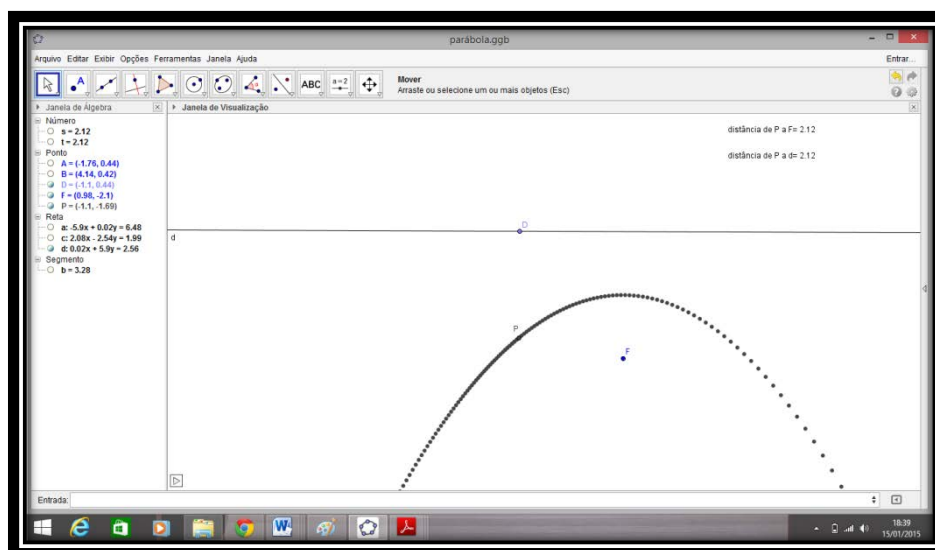 parábola.ggb
Arquivo Editar Exibir Opções Ferramentas Janela Ajuda
Entrar...
A
ABC
a=2
Mover
Arraste ou selecione um ou mais objetos (Esc)
Janela de Álgebra
Janela de Visualização
Número
s = 2.12
t = 2.12
Ponto
A = (-1.76, 0.44)
B = (4.14, 0.42)
D = (-1.1, 0.44)
F = (0.98, -2.1)
P = (-1.1, -1.69)
Reta
a: -5.9x + 0.02y = 6.48
c: 2.08x - 2.54y = 1.99
d: 0.02x + 5.9y = 2.56
Segmento
b = 3.28
distância de P a F= 2.12
distância de P a d= 2.12
D
d
P
F
Entrada:
18:39
15/01/2015